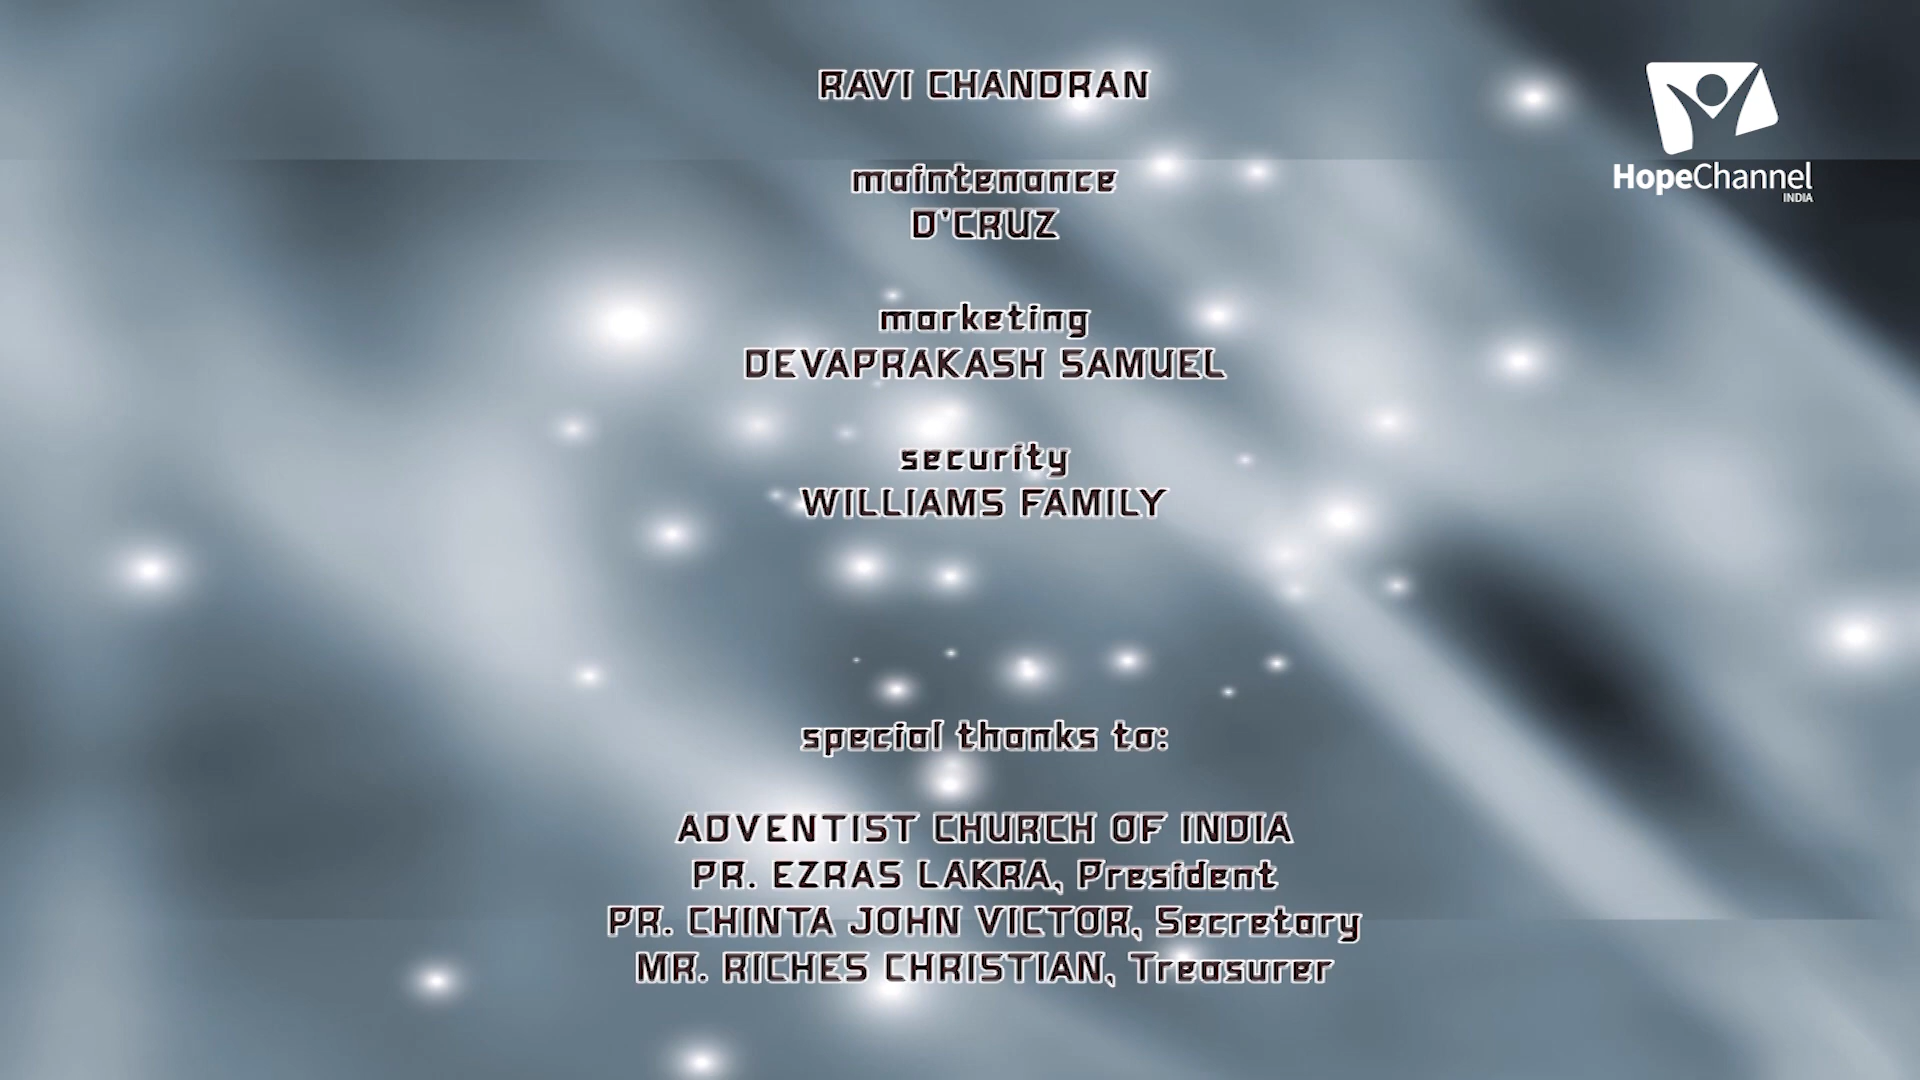 RAVI CHANDRAN
maintenance
D'CRUZ
marketing
DEVAPRAKASH SAMUEL
security
WILLIAMS FAMILY
special thanks to:
ADVENTIST CHURCH OF INDIA
PR. EZRAS LAKRA, President
PR. CHINTA JOHN VICTOR, Secretary
MR. RICHES CHRISTIAN, Treasurer
HopeChannel
INDIA